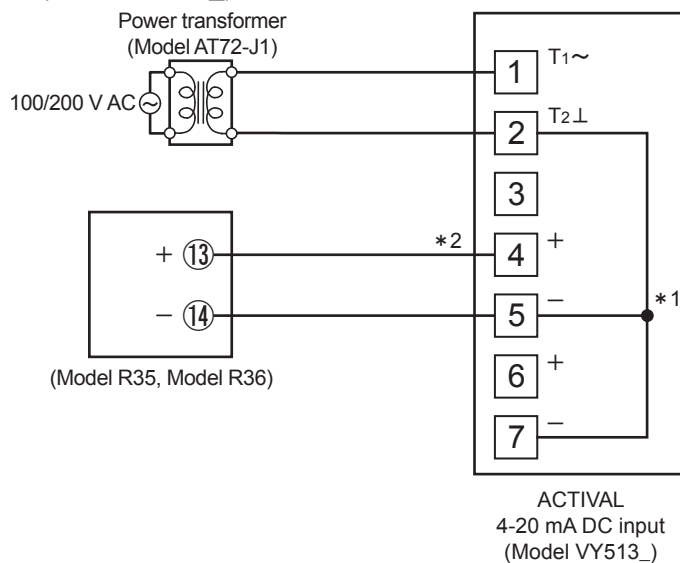 Power transformer
(Model AT72-J1)
100/200 V AC
1 T1~
2 T2⊥
3
*2
4 +
+ ⑬
5 −
− ⑭
*1
6 +
7 −
(Model R35, Model R36)
ACTIVAL
4-20 mA DC input
(Model VY513_)